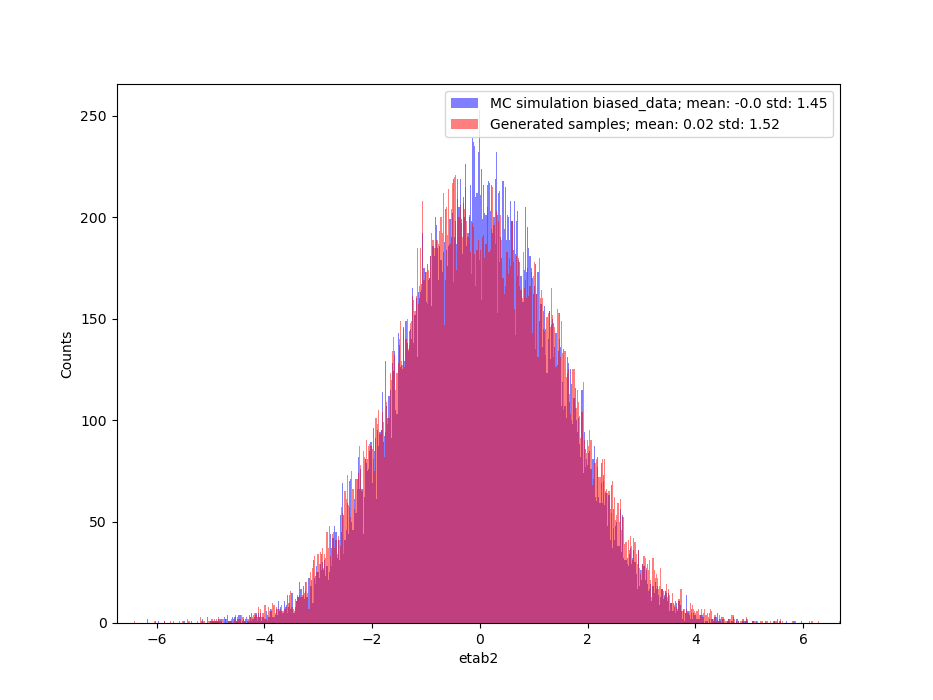 MC simulation biased_data; mean: -0.0 std: 1.45
Generated samples; mean: 0.02 std: 1.52
250
200
150
100
50
0
Counts
−6 −4 −2 0 2 4 6
etab2